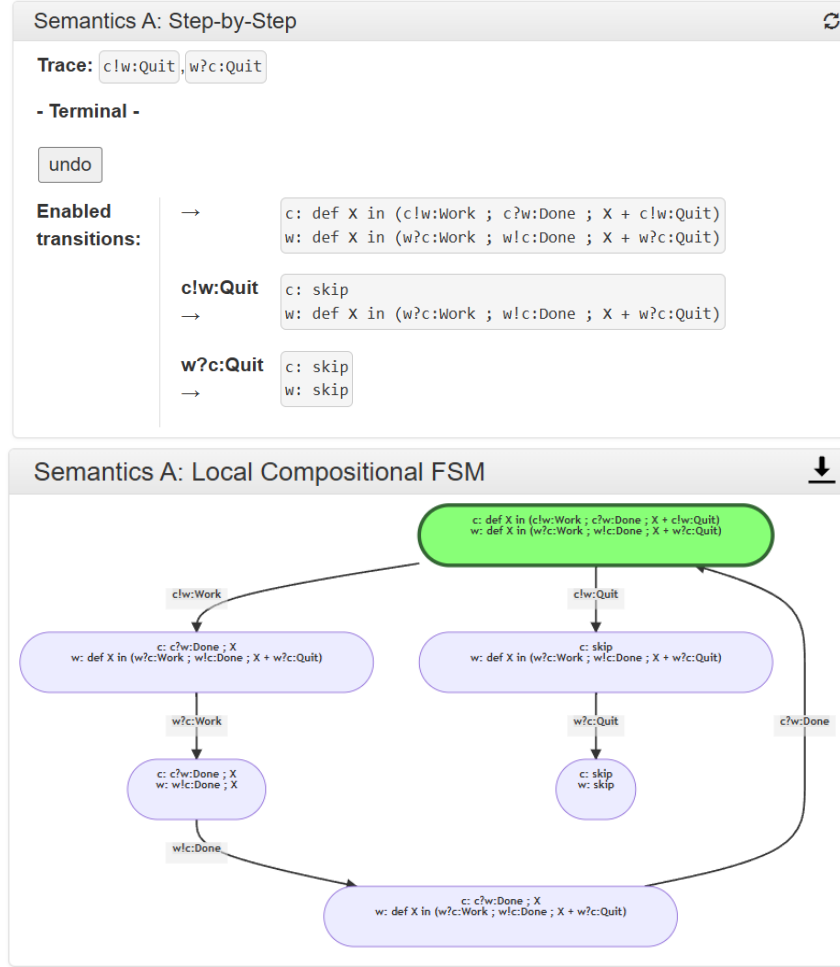 Semantics A: Step-by-Step
Trace: c!w:Quit , w?c:Quit
- Terminal -
undo
Enabled transitions:
→
c: def X in (c!w:Work ; c?w:Done ; X + c!w:Quit)
w: def X in (w?c:Work ; w!c:Done ; X + w?c:Quit)
c!w:Quit
→
c: skip
w: def X in (w?c:Work ; w!c:Done ; X + w?c:Quit)
w?c:Quit
→
c: skip
w: skip
Semantics A: Local Compositional FSM
c: def X in (c!w:Work ; c?w:Done ; X + c!w:Quit)
w: def X in (w?c:Work ; w!c:Done ; X + w?c:Quit)
c!w:Work
c!w:Quit
c: c?w:Done ; X
w: def X in (w?c:Work ; w!c:Done ; X + w?c:Quit)
c: skip
w: def X in (w?c:Work ; w!c:Done ; X + w?c:Quit)
w?c:Work
w?c:Quit
c?w:Done
c: c?w:Done ; X
w: w!c:Done ; X
c: skip
w: skip
w!c:Done
c: c?w:Done ; X
w: def X in (w?c:Work ; w!c:Done ; X + w?c:Quit)